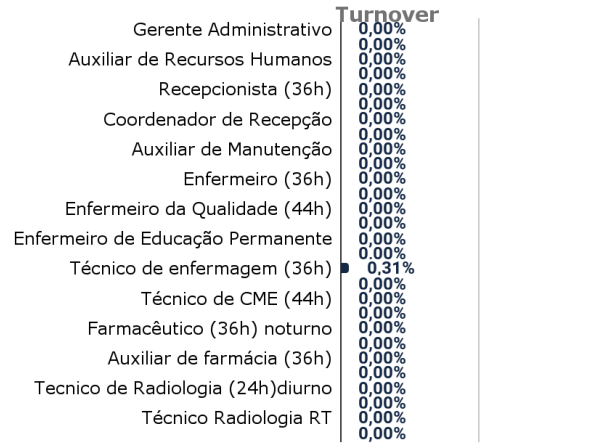 Turnover
Gerente Administrativo 0,00%
0,00%
Auxiliar de Recursos Humanos 0,00%
0,00%
Recepcionista (36h) 0,00%
0,00%
Coordenador de Recepção 0,00%
0,00%
Auxiliar de Manutenção 0,00%
0,00%
Enfermeiro (36h) 0,00%
0,00%
Enfermeiro da Qualidade (44h) 0,00%
0,00%
Enfermeiro de Educação Permanente 0,00%
0,00%
Técnico de enfermagem (36h) 0,31%
0,00%
Técnico de CME (44h) 0,00%
0,00%
Farmacêutico (36h) noturno 0,00%
0,00%
Auxiliar de farmácia (36h) 0,00%
0,00%
Tecnico de Radiologia (24h)diurno 0,00%
0,00%
Técnico Radiologia RT 0,00%
0,00%